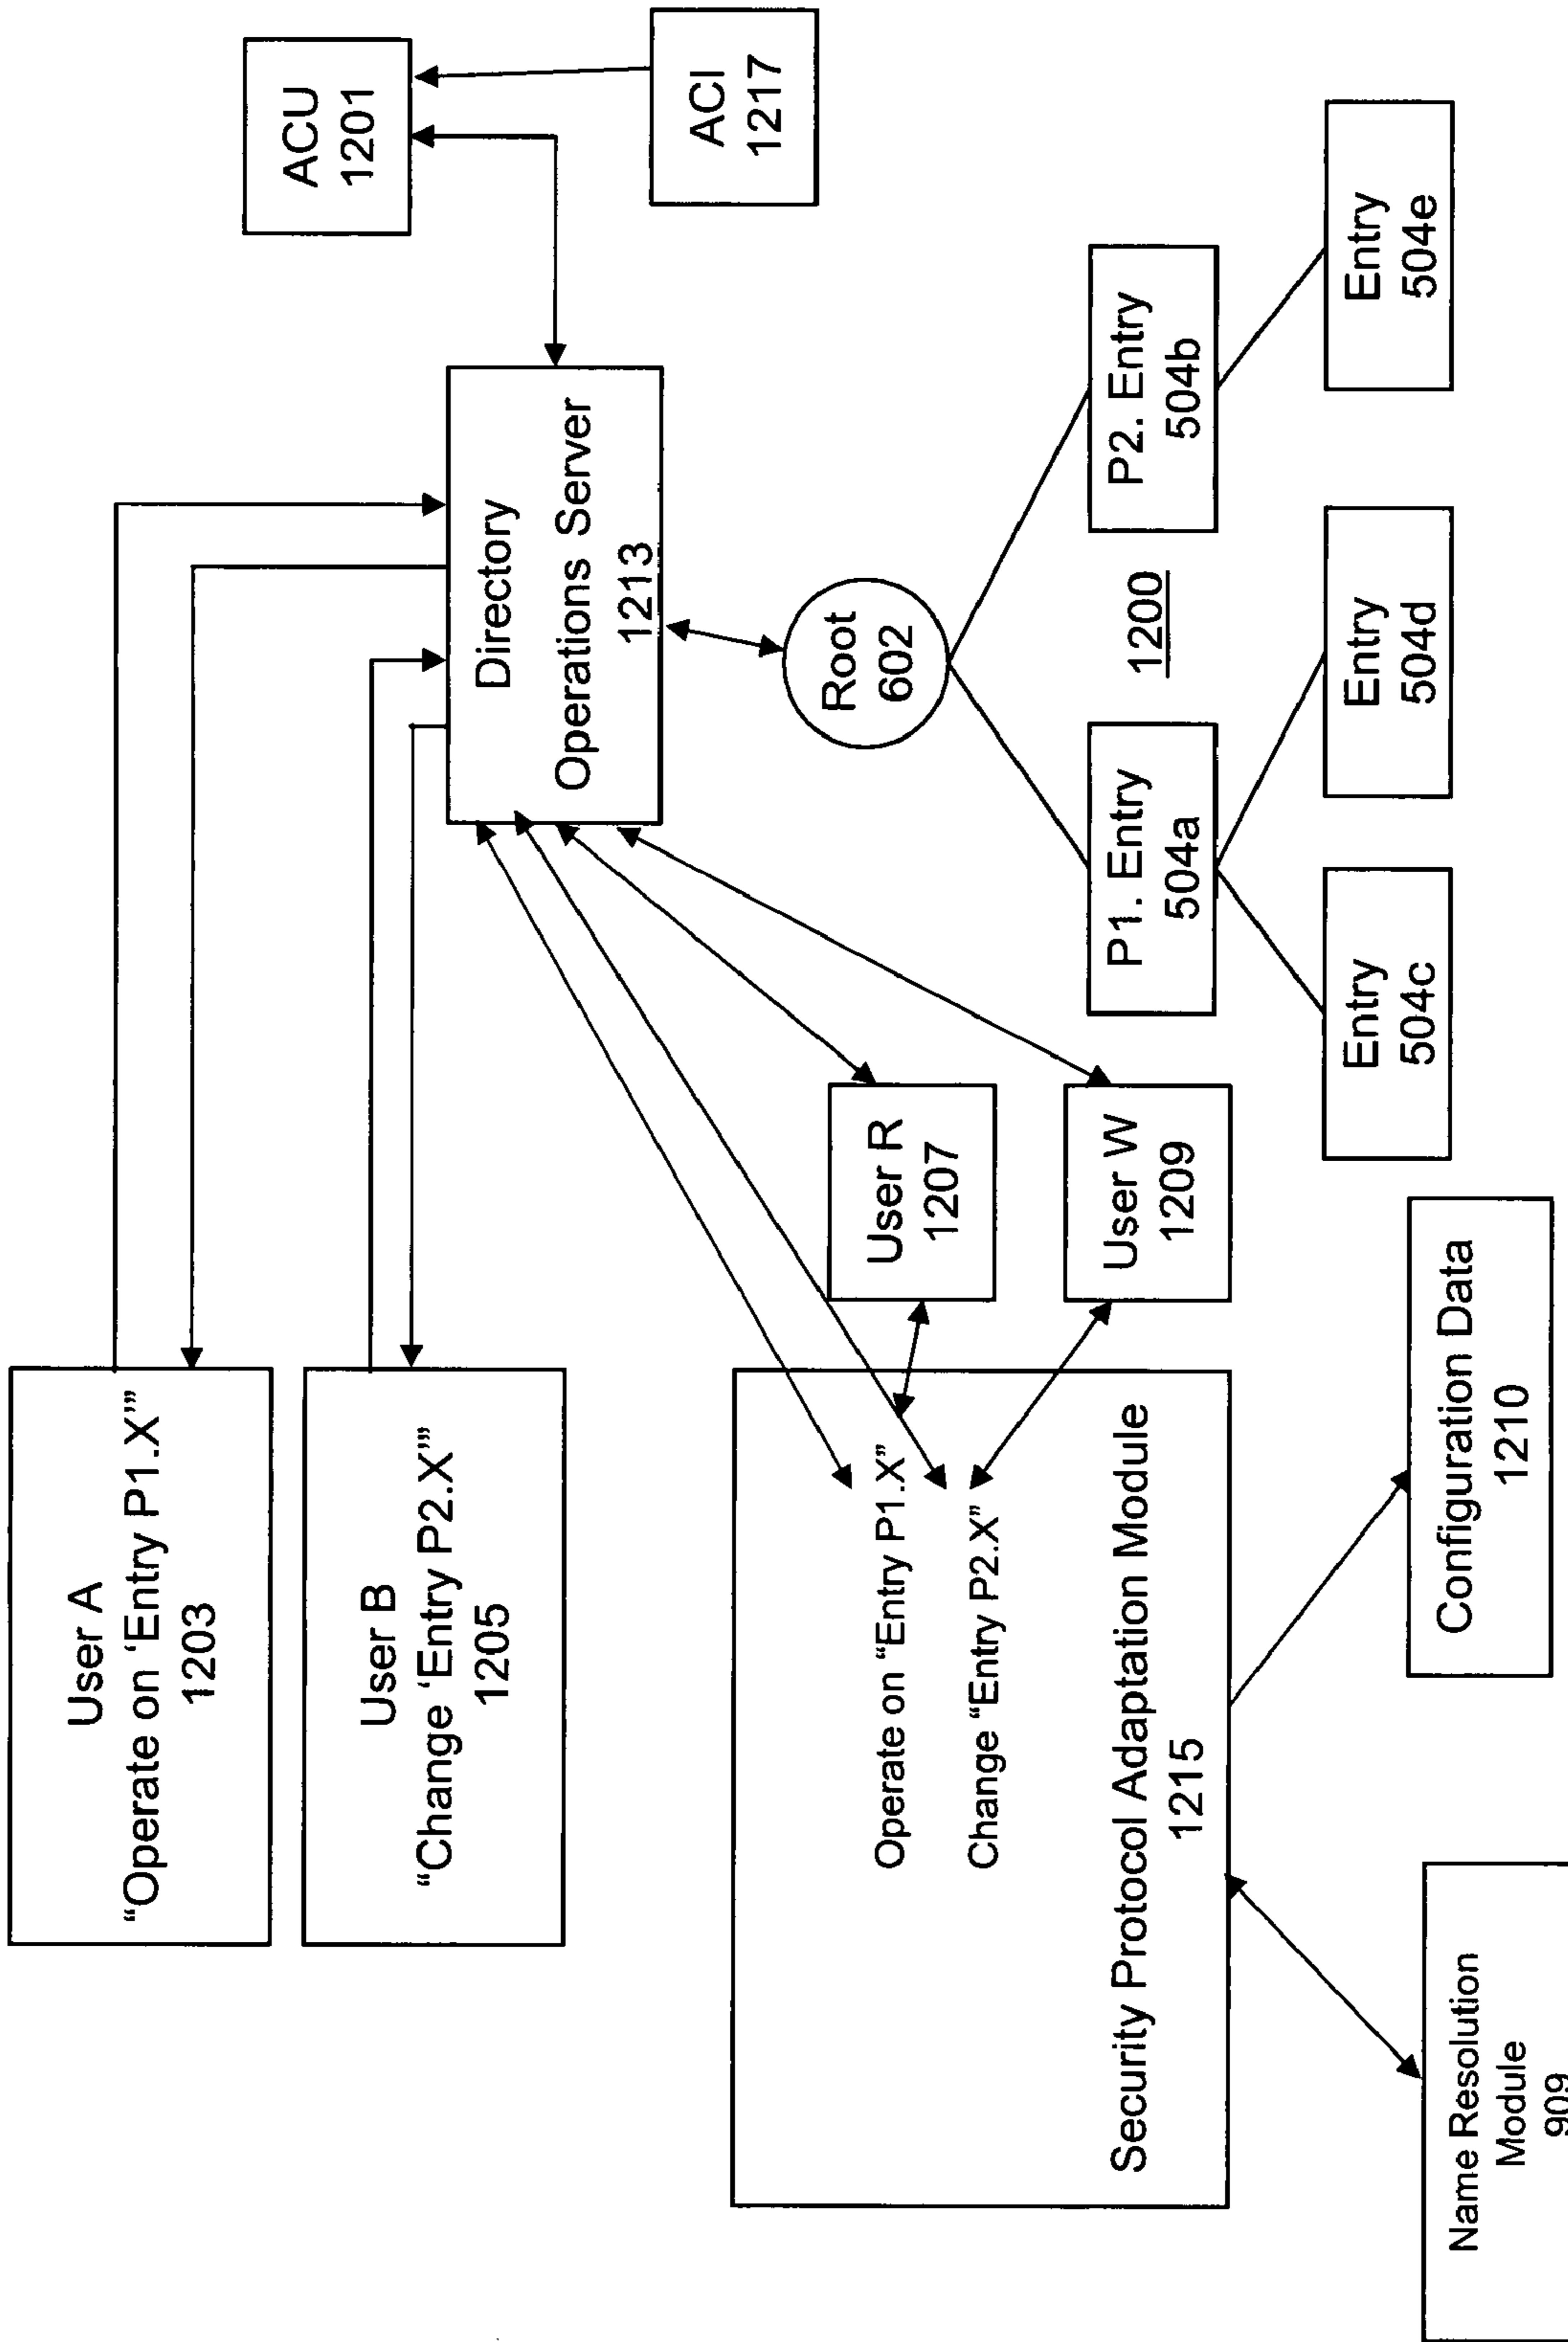 User A
“Operate on ‘Entry P1.X’”
1203
User B
“Change ‘Entry P2.X’”
1205
Operate on “Entry P1.X”
Change “Entry P2.X”
Security Protocol Adaptation Module
1215
Name Resolution
Module
909
Configuration Data
1210
User R
1207
User W
1209
Directory
Operations Server
1213
ACU
1201
ACI
1217
Root
602
1200
P1. Entry
504a
P2. Entry
504b
Entry
504c
Entry
504d
Entry
504e